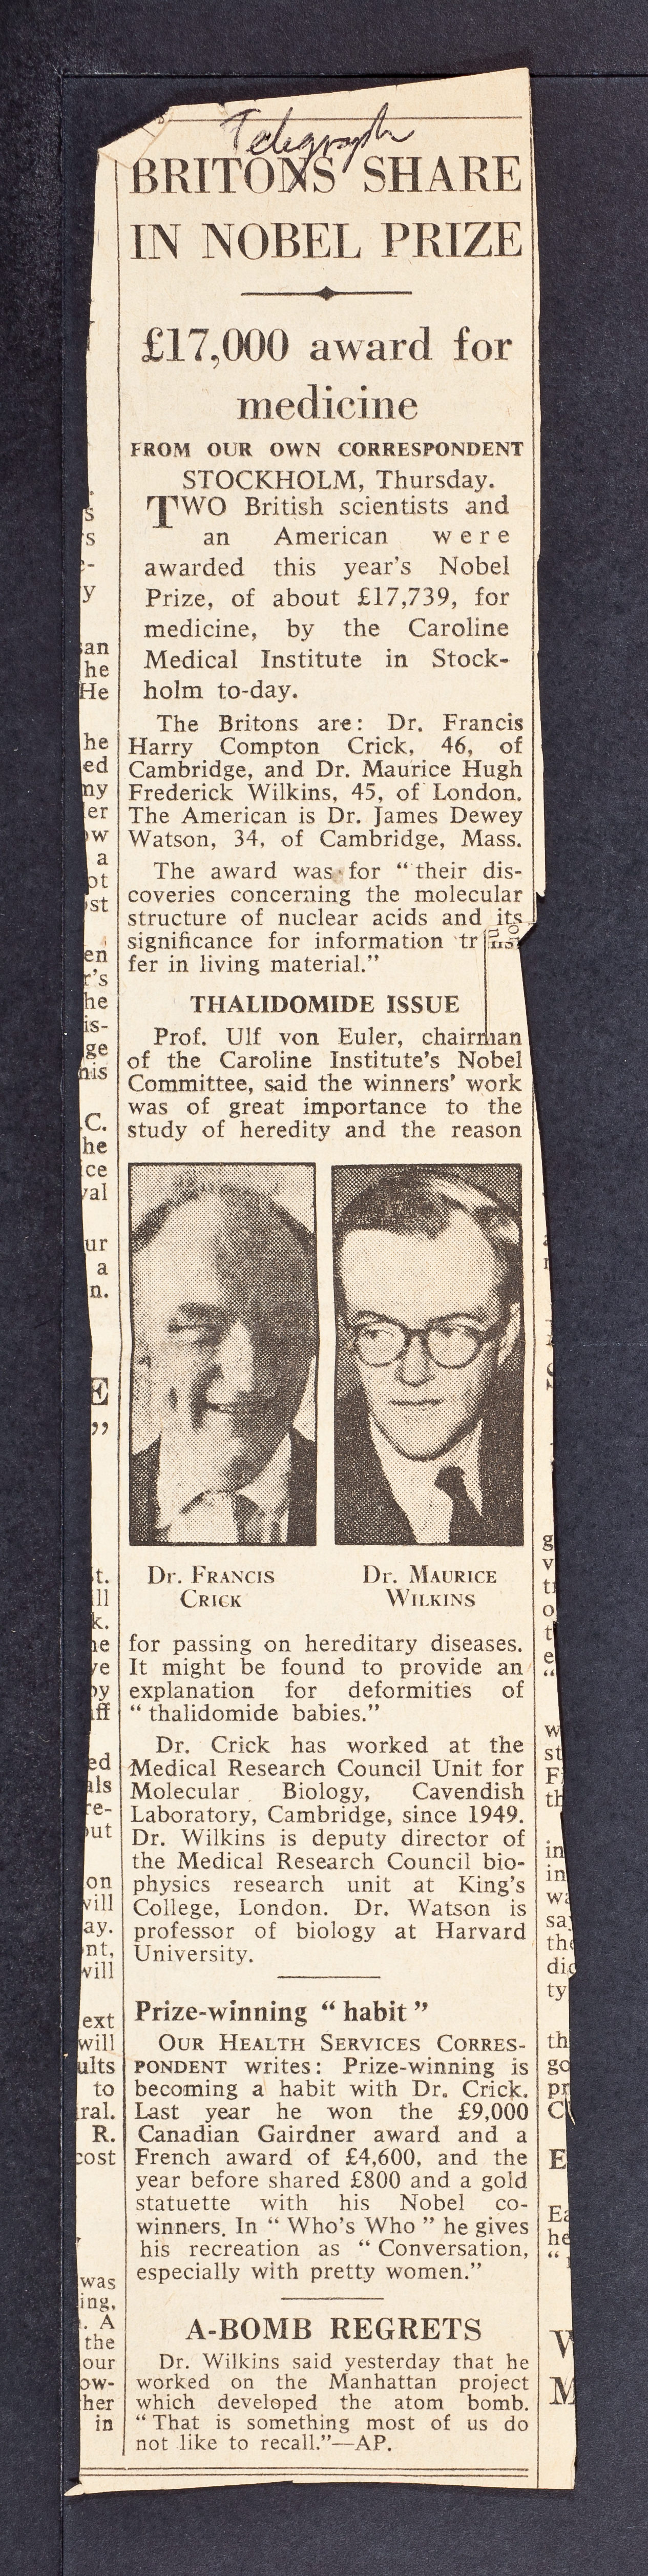 Telegraph
BRITONS SHARE
IN NOBEL PRIZE
£17,000 award for
medicine
FROM OUR OWN CORRESPONDENT
STOCKHOLM, Thursday.
TWO British scientists and
an American were
awarded this year's Nobel
Prize, of about £17,739, for
medicine, by the Caroline
Medical Institute in Stock-
holm to-day.
The Britons are: Dr. Francis
Harry Compton Crick, 46, of
Cambridge, and Dr. Maurice Hugh
Frederick Wilkins, 45, of London.
The American is Dr. James Dewey
Watson, 34, of Cambridge, Mass.
The award was for "their dis-
coveries concerning the molecular
structure of nuclear acids and its
significance for information tr ns-
fer in living material."
THALIDOMIDE ISSUE
Prof. Ulf von Euler, chairman
of the Caroline Institute's Nobel
Committee, said the winners' work
was of great importance to the
study of heredity and the reason
Dr. FRANCIS
CRICK
Dr. MAURICE
WILKINS
for passing on hereditary diseases.
It might be found to provide an
explanation for deformities of
"thalidomide babies."
Dr. Crick has worked at the
Medical Research Council Unit for
Molecular Biology, Cavendish
Laboratory, Cambridge, since 1949.
Dr. Wilkins is deputy director of
the Medical Research Council bio-
physics research unit at King's
College, London. Dr. Watson is
professor of biology at Harvard
University.
Prize-winning "habit"
OUR HEALTH SERVICES CORRES-
PONDENT writes: Prize-winning is
becoming a habit with Dr. Crick.
Last year he won the £9,000
Canadian Gairdner award and a
French award of £4,600, and the
year before shared £800 and a gold
statuette with his Nobel co-
winners. In "Who's Who" he gives
his recreation as "Conversation,
especially with pretty women."
A-BOMB REGRETS
Dr. Wilkins said yesterday that he
worked on the Manhattan project
which developed the atom bomb.
"That is something most of us do
not like to recall."—AP.